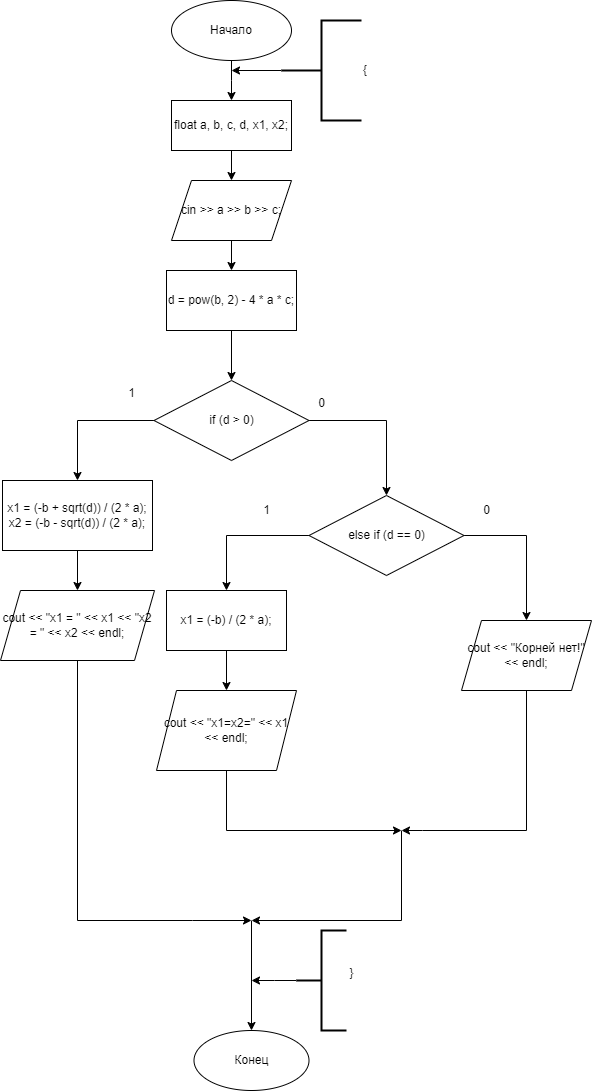 Начало
{
float a, b, c, d, x1, x2;
cin >> a >> b >> c;
d = pow(b, 2) - 4 * a * c;
1
if (d > 0)
0
x1 = (-b + sqrt(d)) / (2 * a);
x2 = (-b - sqrt(d)) / (2 * a);
1
else if (d == 0)
0
cout << "x1 = " << x1 << "x2
= " << x2 << endl;
x1 = (-b) / (2 * a);
cout << "Корней нет!"
<< endl;
cout << "x1=x2=" << x1
<< endl;
}
Конец